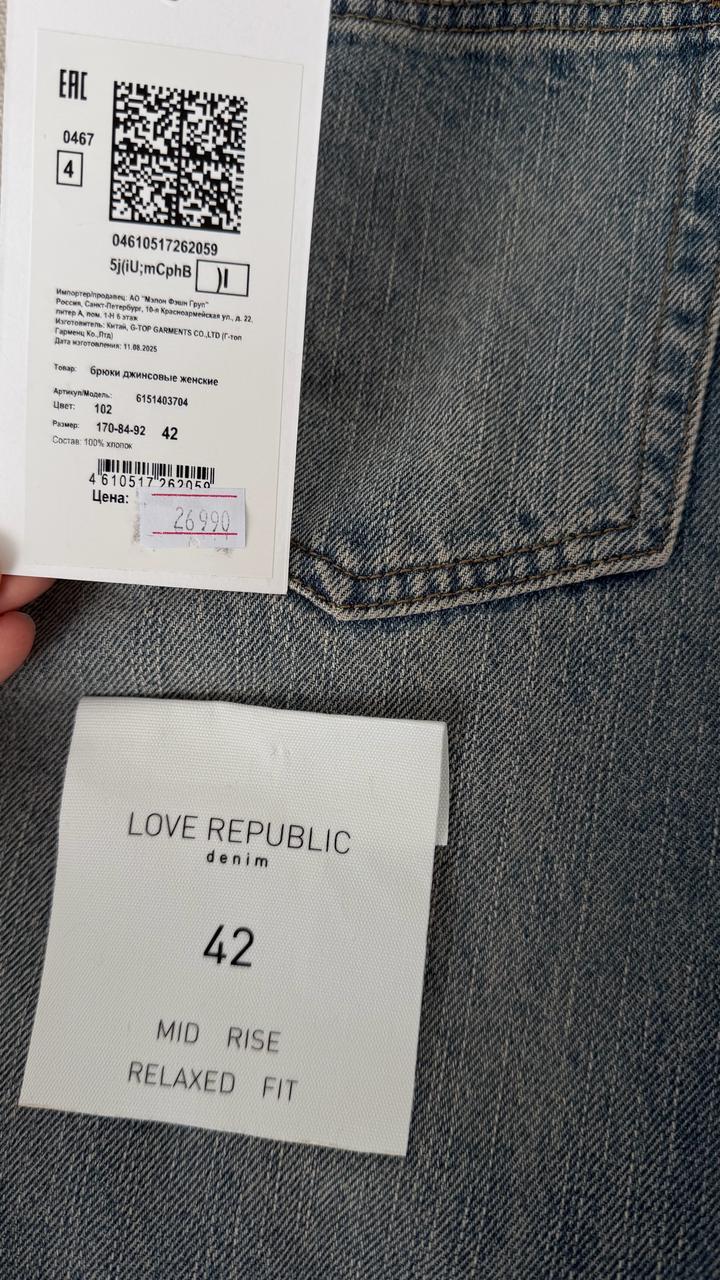 EAC
0467
4
04610517262059
5j(iU;mCphB
)I
Импортер/продавец: АО "Мэлон Фэшн Груп"
Россия, Санкт-Петербург, 10-я Красноармейская ул., д. 22,
литер А, пом. 1-Н 6 этаж
Изготовитель: Китай, G-TOP GARMENTS CO.,LTD (Г-топ
Гарменц Ко.,Лтд)
Дата изготовления: 11.08.2025
Товар: брюки джинсовые женские
Артикул/Модель: 6151403704
Цвет: 102
Размер: 170-84-92 42
Состав: 100% хлопок
4 610517 262059
Цена: 26990
LOVE REPUBLIC
denim
42
MID RISE
RELAXED FIT